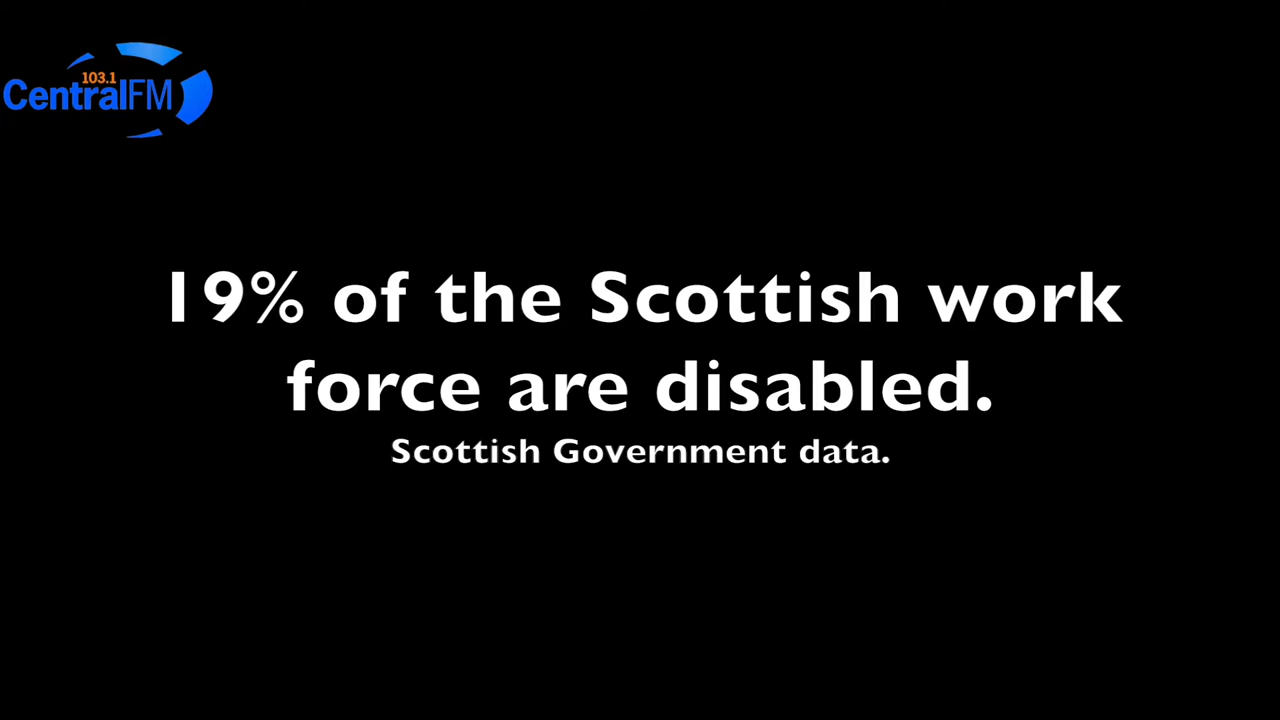 103.1
CentralFM
19% of the Scottish work
force are disabled.
Scottish Government data.